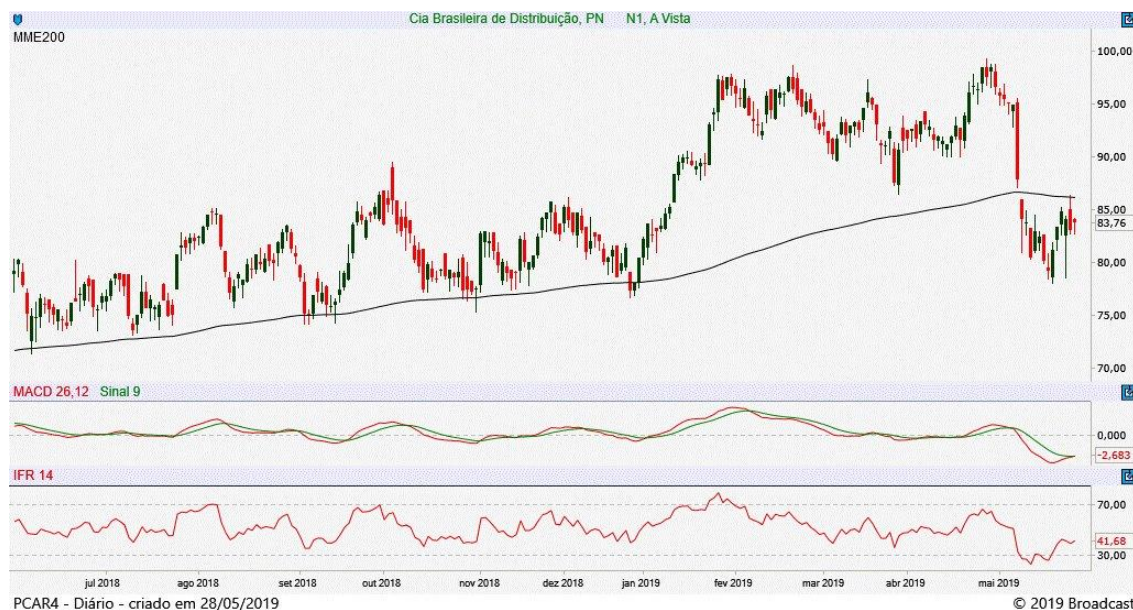 Cia Brasileira de Distribuição, PN N1, A Vista
MME200
100,00
95,00
90,00
85,00
83,76
80,00
75,00
70,00
MACD 26,12 Sinal 9
0,000
-2,683
IFR 14
70,00
41,68
30,00
jul 2018 ago 2018 set 2018 out 2018 nov 2018 dez 2018 jan 2019 fev 2019 mar 2019 abr 2019 mai 2019
PCAR4 - Diário - criado em 28/05/2019 © 2019 Broadcast